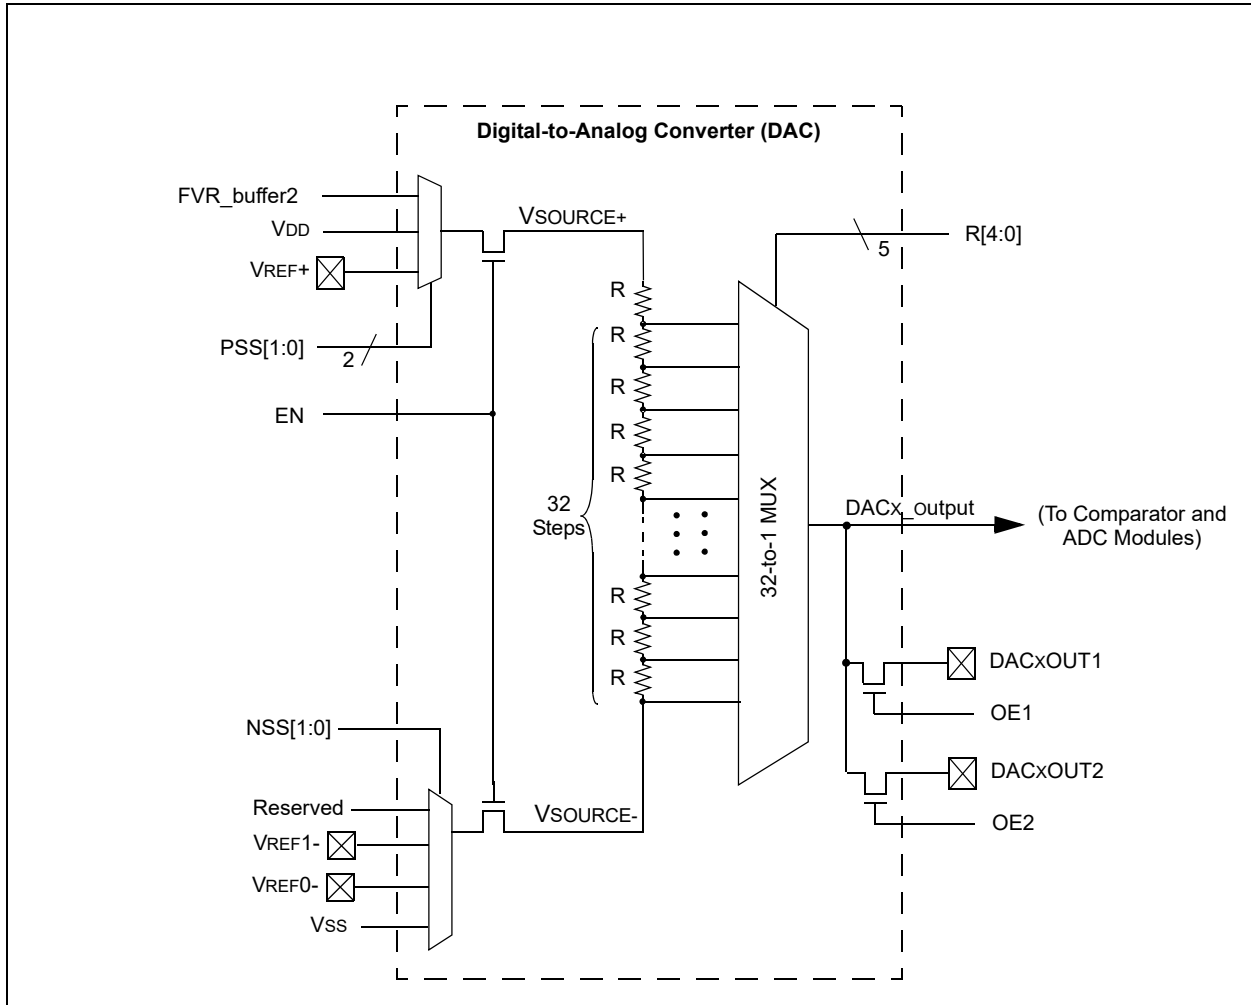 Digital-to-Analog Converter (DAC)
FVR_buffer2
VDD
VREF+
PSS[1:0]
2
EN
VSOURCE+
R[4:0]
5
R
R
R
R
R
32
Steps
R
R
R
32-to-1 MUX
DACx_output
(To Comparator and
ADC Modules)
DACxOUT1
OE1
DACxOUT2
OE2
NSS[1:0]
Reserved
VREF1-
VREF0-
VSS
VSOURCE-